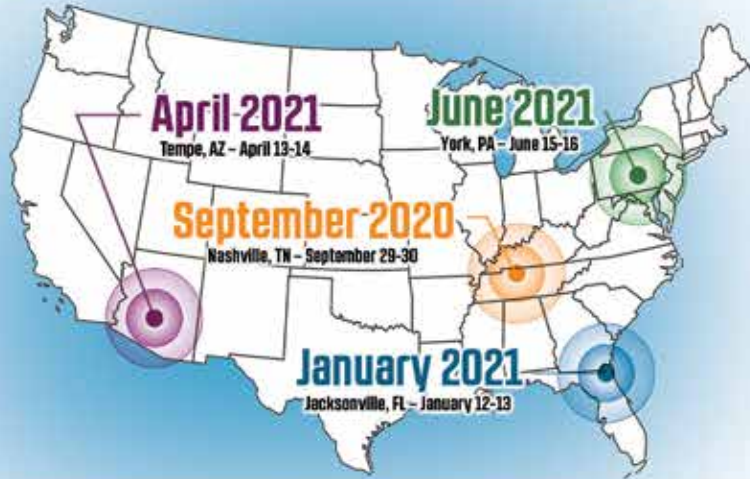 April 2021
Tempe, AZ – April 13-14
June 2021
York, PA – June 15-16
September 2020
Nashville, TN – September 29-30
January 2021
Jacksonville, FL – January 12-13